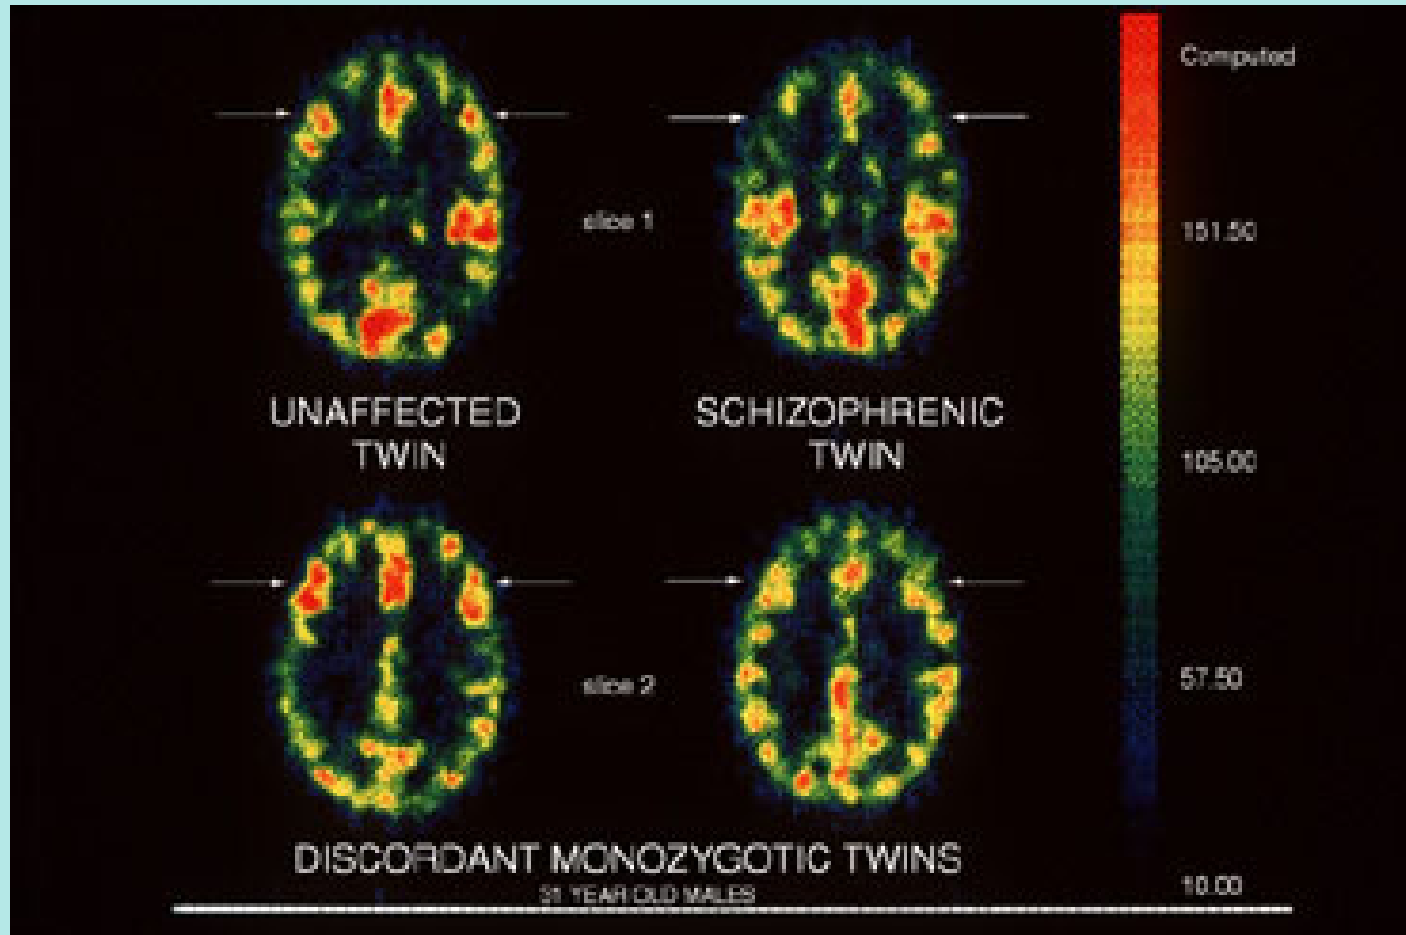 Computed
151.50
slice 1
UNAFFECTED
TWIN
SCHIZOPHRENIC
TWIN
105.00
57.50
slice 2
DISCORDANT MONOZYGOTIC TWINS
31 YEAR OLD MALES
10.00